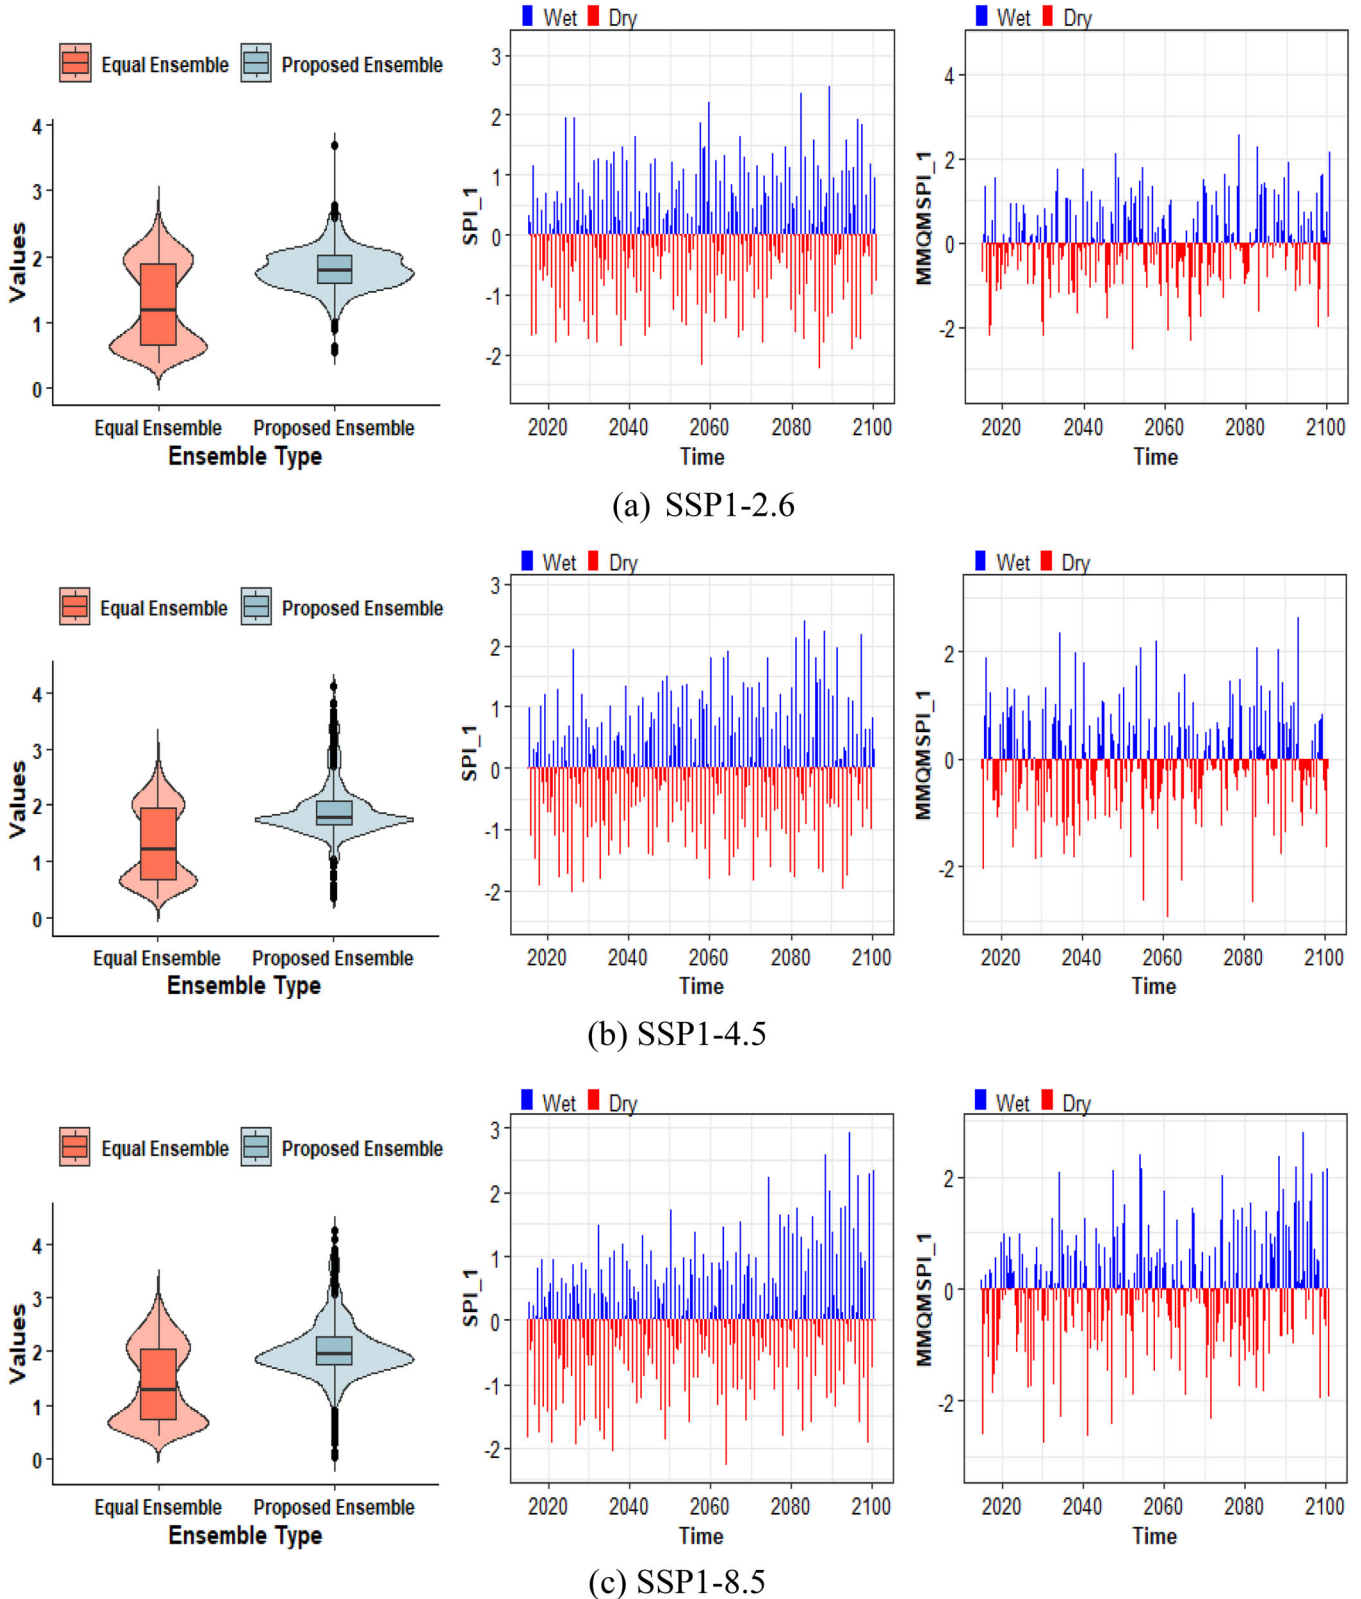 Wet Dry
Wet Dry
Equal Ensemble Proposed Ensemble
Values
4
3
2
1
0
Equal Ensemble Proposed Ensemble
Ensemble Type
SPI_1
3
2
1
0
-1
-2
2020 2040 2060 2080 2100
Time
MMQMSPI_1
4
2
0
-2
2020 2040 2060 2080 2100
Time
(a) SSP1-2.6
Wet Dry
Wet Dry
Equal Ensemble Proposed Ensemble
Values
4
3
2
1
0
Equal Ensemble Proposed Ensemble
Ensemble Type
SPI_1
3
2
1
0
-1
-2
2020 2040 2060 2080 2100
Time
MMQMSPI_1
2
0
-2
2020 2040 2060 2080 2100
Time
(b) SSP1-4.5
Wet Dry
Wet Dry
Equal Ensemble Proposed Ensemble
Values
4
3
2
1
0
Equal Ensemble Proposed Ensemble
Ensemble Type
SPI_1
3
2
1
0
-1
-2
2020 2040 2060 2080 2100
Time
MMQMSPI_1
2
0
-2
2020 2040 2060 2080 2100
Time
(c) SSP1-8.5